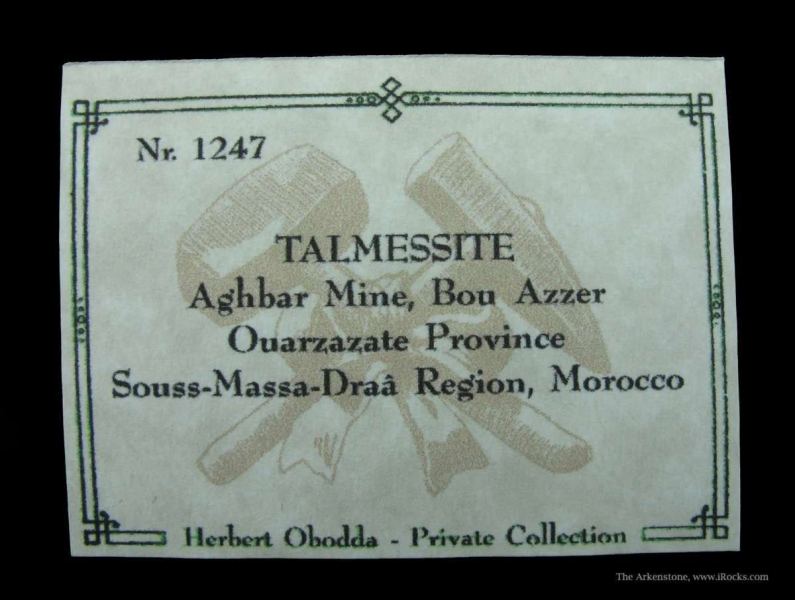 Nr. 1247
TALMESSITE
Aghbar Mine, Bou Azzer
Ouarzazate Province
Souss-Massa-Draâ Region, Morocco
Herbert Obodda - Private Collection
The Arkenstone, www.iRocks.com